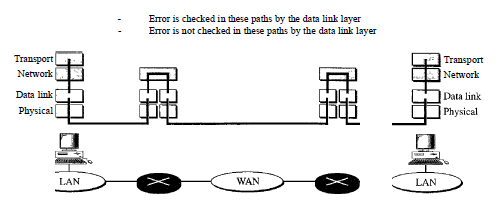 - Error is checked in these paths by the data link layer
- Error is not checked in these paths by the data link layer
Transport Transport
Network Network
Data link Data link
Physical Physical
LAN WAN LAN